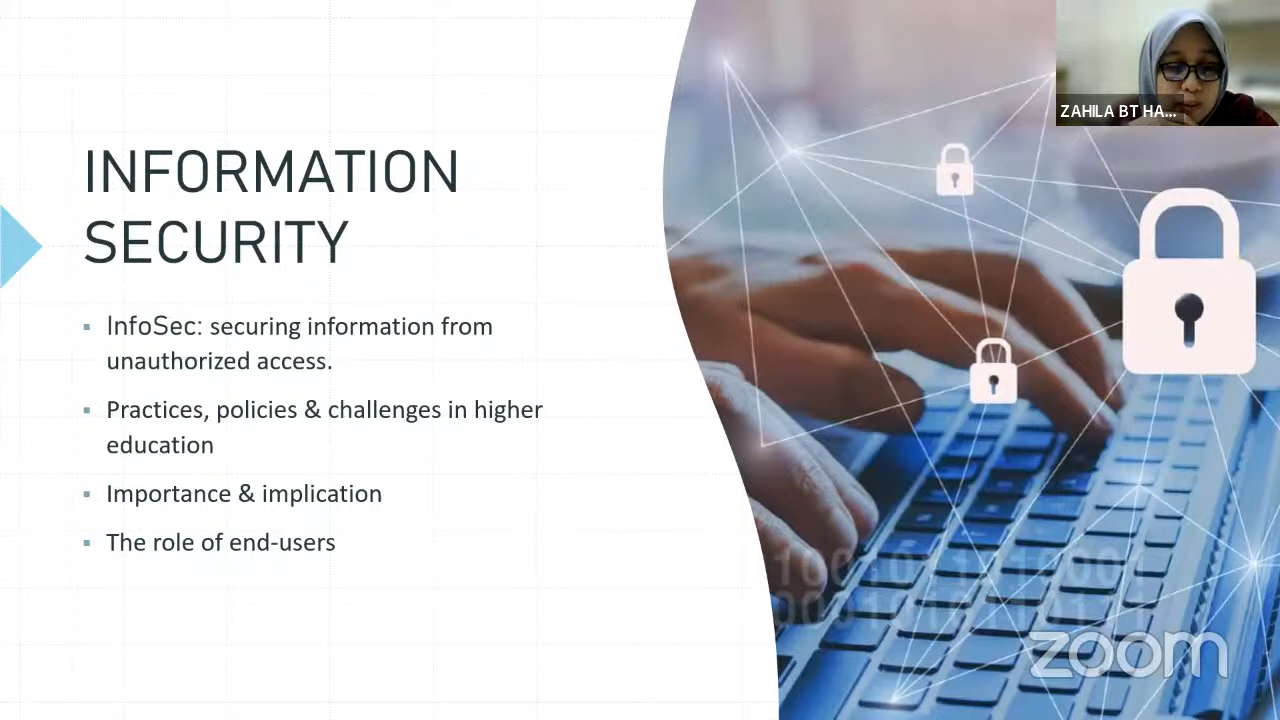 INFORMATION
SECURITY
InfoSec: securing information from
unauthorized access.
Practices, policies & challenges in higher
education
Importance & implication
The role of end-users
ZAHILA BT HA...
zoom